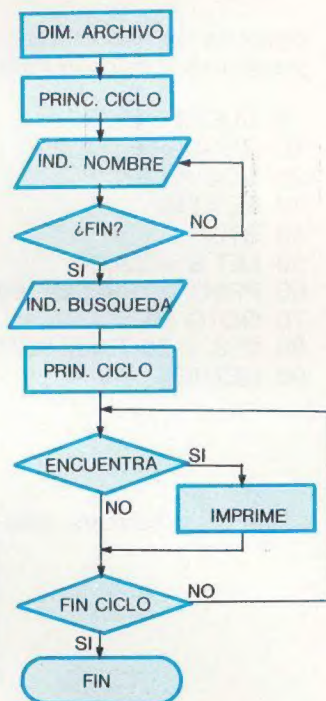 DIM. ARCHIVO
PRINC. CICLO
IND. NOMBRE
¿FIN?
NO
SI
IND. BUSQUEDA
PRIN. CICLO
ENCUENTRA
SI
NO
IMPRIME
FIN CICLO
NO
SI
FIN